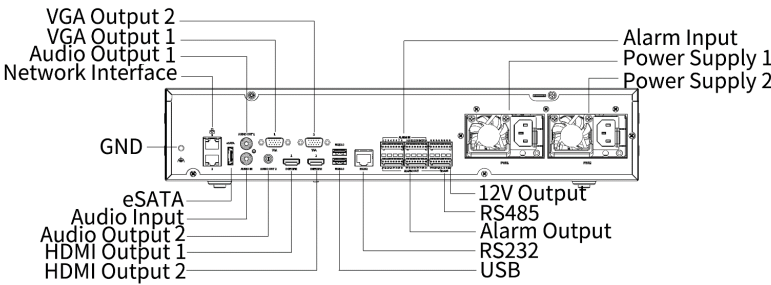 VGA Output 2
VGA Output 1
Audio Output 1
Network Interface
Alarm Input
Power Supply 1
Power Supply 2
GND
eSATA
Audio Input
Audio Output 2
HDMI Output 1
HDMI Output 2
12V Output
RS485
Alarm Output
RS232
USB